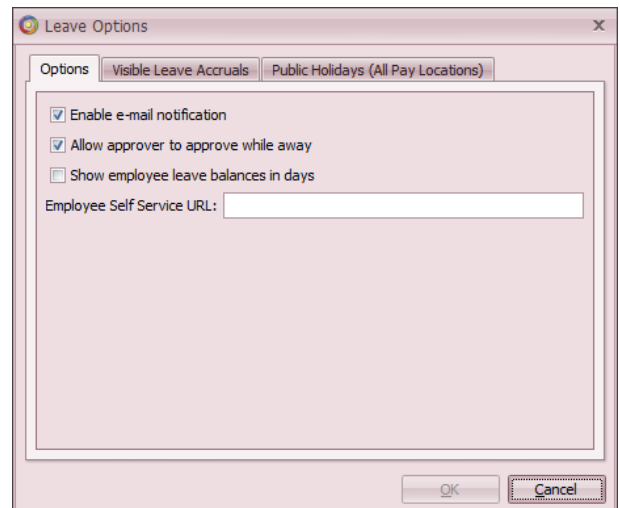 Leave Options
Options Visible Leave Accruals Public Holidays (All Pay Locations)
Enable e-mail notification
Allow approver to approve while away
Show employee leave balances in days
Employee Self Service URL:
OK Cancel